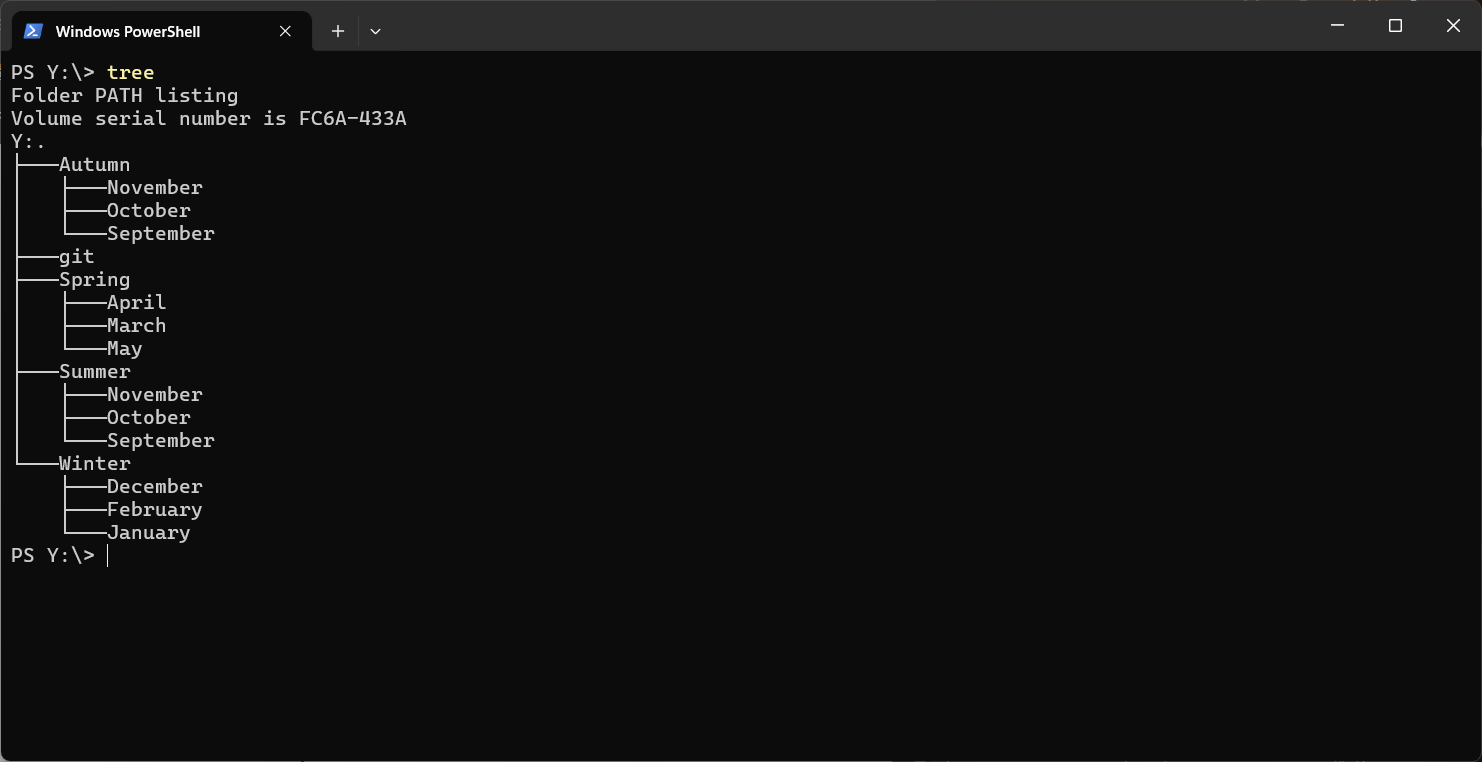 Windows PowerShell
PS Y:\> tree
Folder PATH listing
Volume serial number is FC6A-433A
Y:.
├───Autumn
│   ├───November
│   ├───October
│   └───September
├───git
├───Spring
│   ├───April
│   ├───March
│   └───May
├───Summer
│   ├───November
│   ├───October
│   └───September
└───Winter
    ├───December
    ├───February
    └───January
PS Y:\>